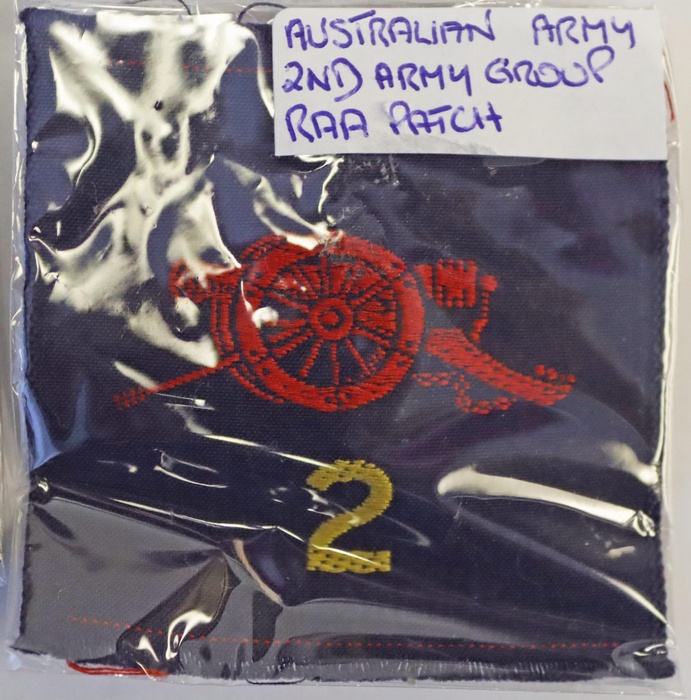 AUSTRALIAN ARMY
2ND ARMY GROUP
RAA PATCH
2